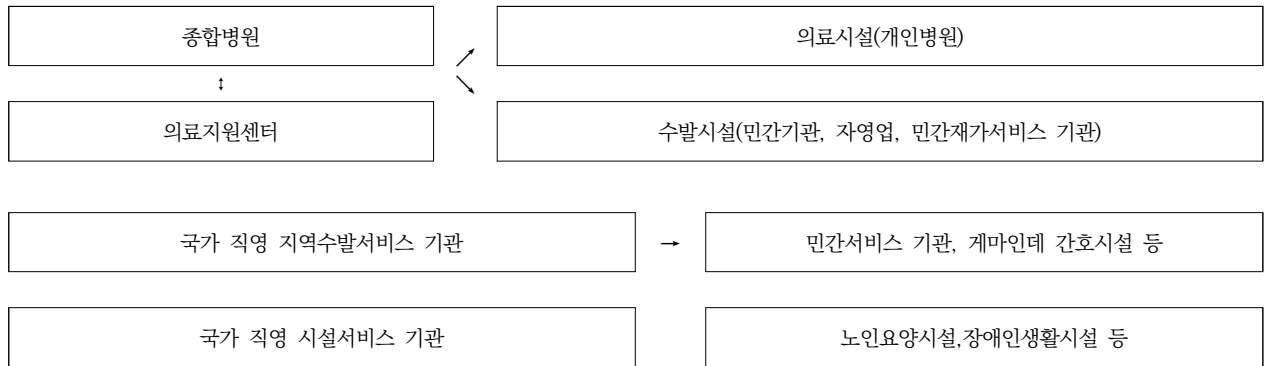 종합병원
의료시설(개인병원)
↕
↗
↘
의료지원센터
수발시설(민간기관, 자영업, 민간재가서비스 기관)
국가 직영 지역수발서비스 기관 → 민간서비스 기관, 게마인데 간호시설 등
국가 직영 시설서비스 기관
노인요양시설,장애인생활시설 등